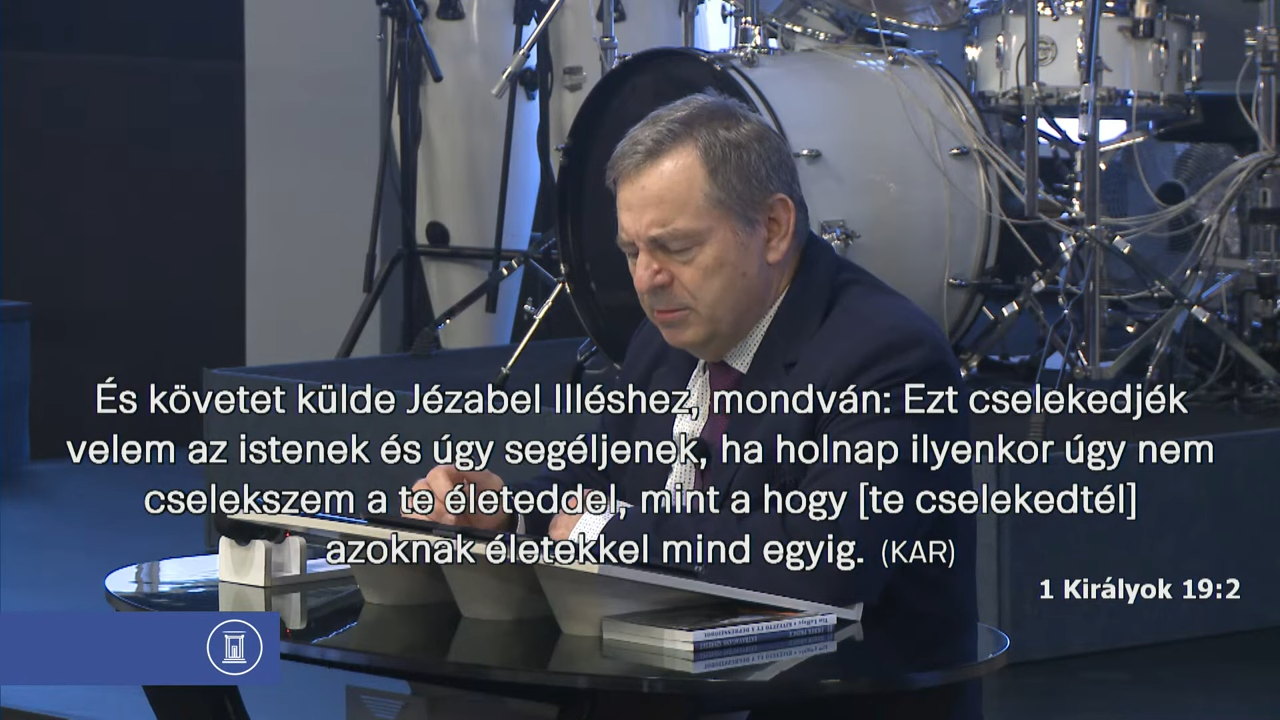 És követet külde Jézabel Illéshez, mondván: Ezt cselekedjék
velem az istenek és úgy segéljenek, ha holnap ilyenkor úgy nem
cselekszem a te életeddel, mint a hogy [te cselekedtél]
azoknak életekkel mind egyig. (KAR)
1 Királyok 19:2